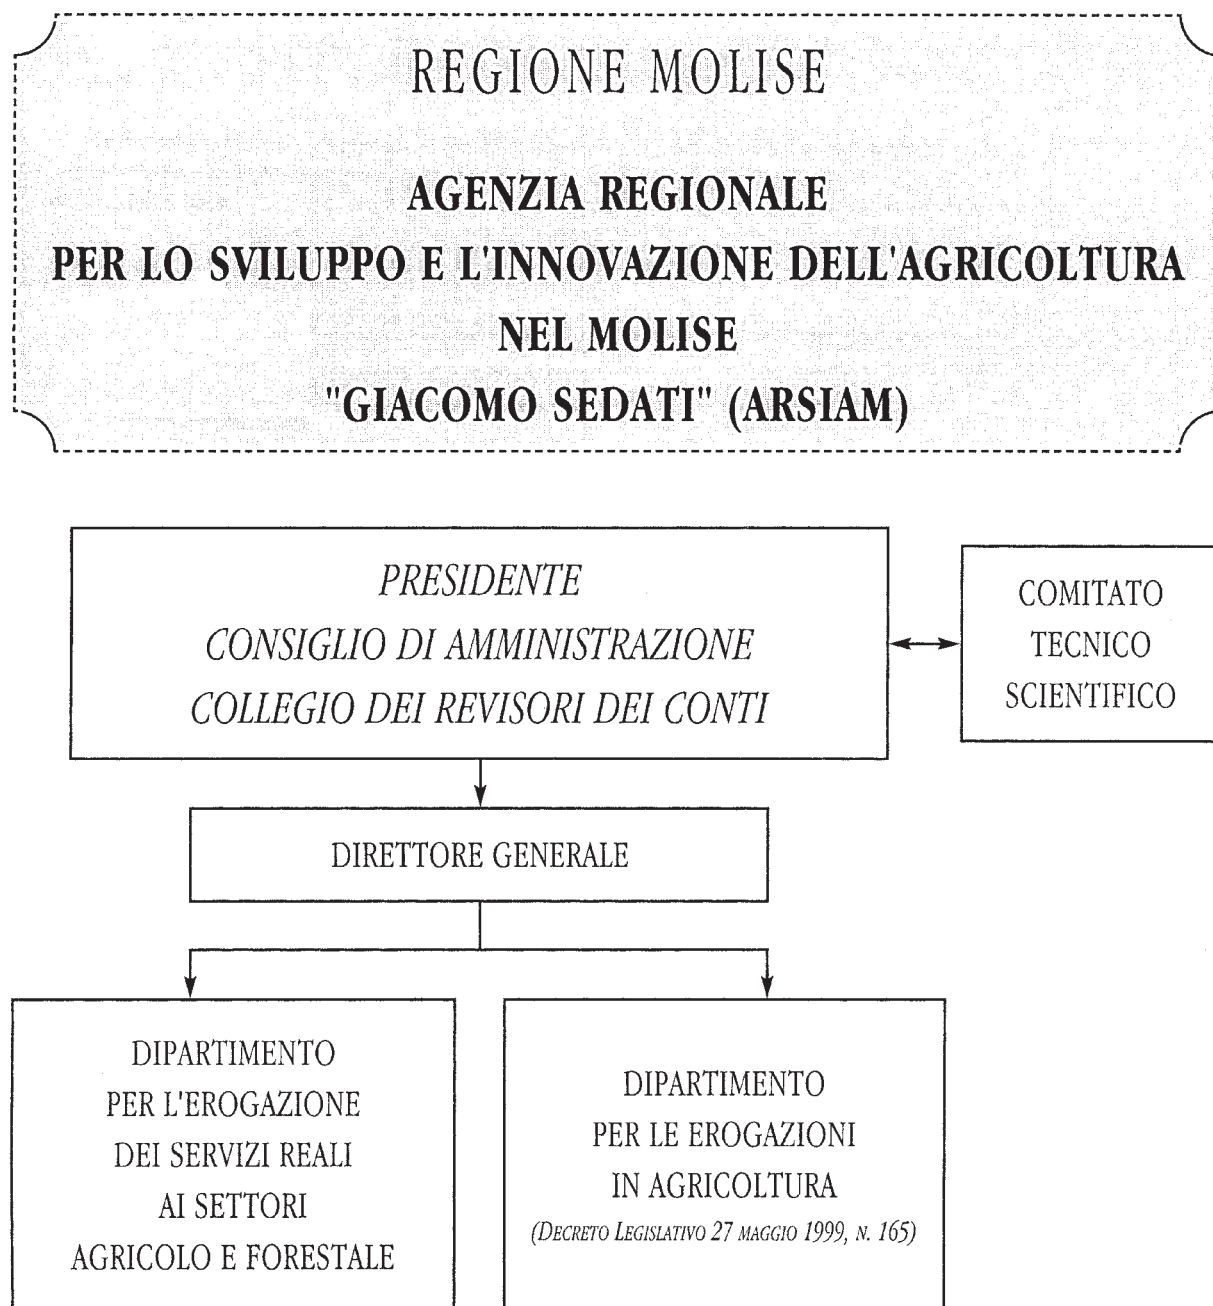 REGIONE MOLISE
AGENZIA REGIONALE
PER LO SVILUPPO E L'INNOVAZIONE DELL'AGRICOLTURA
NEL MOLISE
"GIACOMO SEDATI" (ARSIAM)
PRESIDENTE
CONSIGLIO DI AMMINISTRAZIONE
COLLEGIO DEI REVISORI DEI CONTI
COMITATO
TECNICO
SCIENTIFICO
DIRETTORE GENERALE
DIPARTIMENTO
PER L'EROGAZIONE
DEI SERVIZI REALI
AI SETTORI
AGRICOLO E FORESTALE
DIPARTIMENTO
PER LE EROGAZIONI
IN AGRICOLTURA
(DECRETO LEGISLATIVO 27 MAGGIO 1999, N. 165)